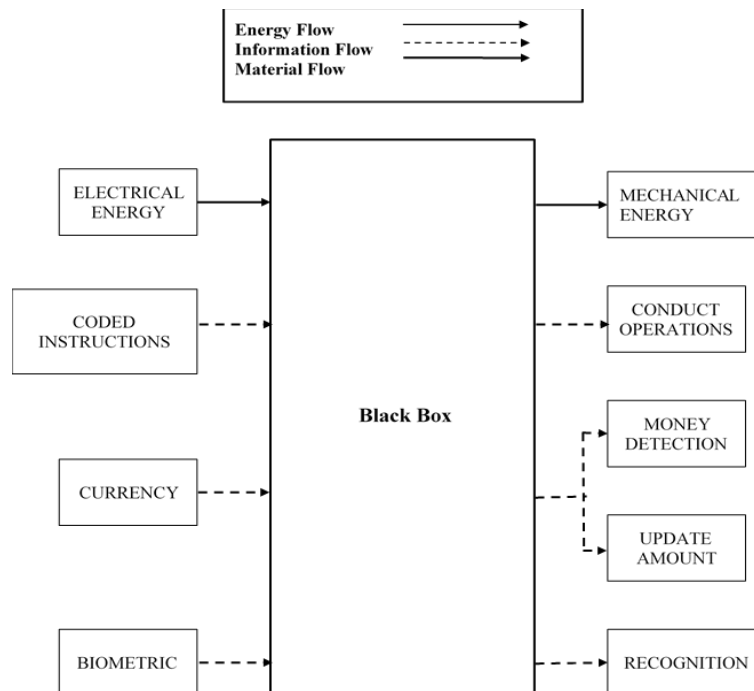 Energy Flow
Information Flow
Material Flow
ELECTRICAL
ENERGY
MECHANICAL
ENERGY
CODED
INSTRUCTIONS
CONDUCT
OPERATIONS
Black Box
MONEY
DETECTION
CURRENCY
UPDATE
AMOUNT
BIOMETRIC
RECOGNITION